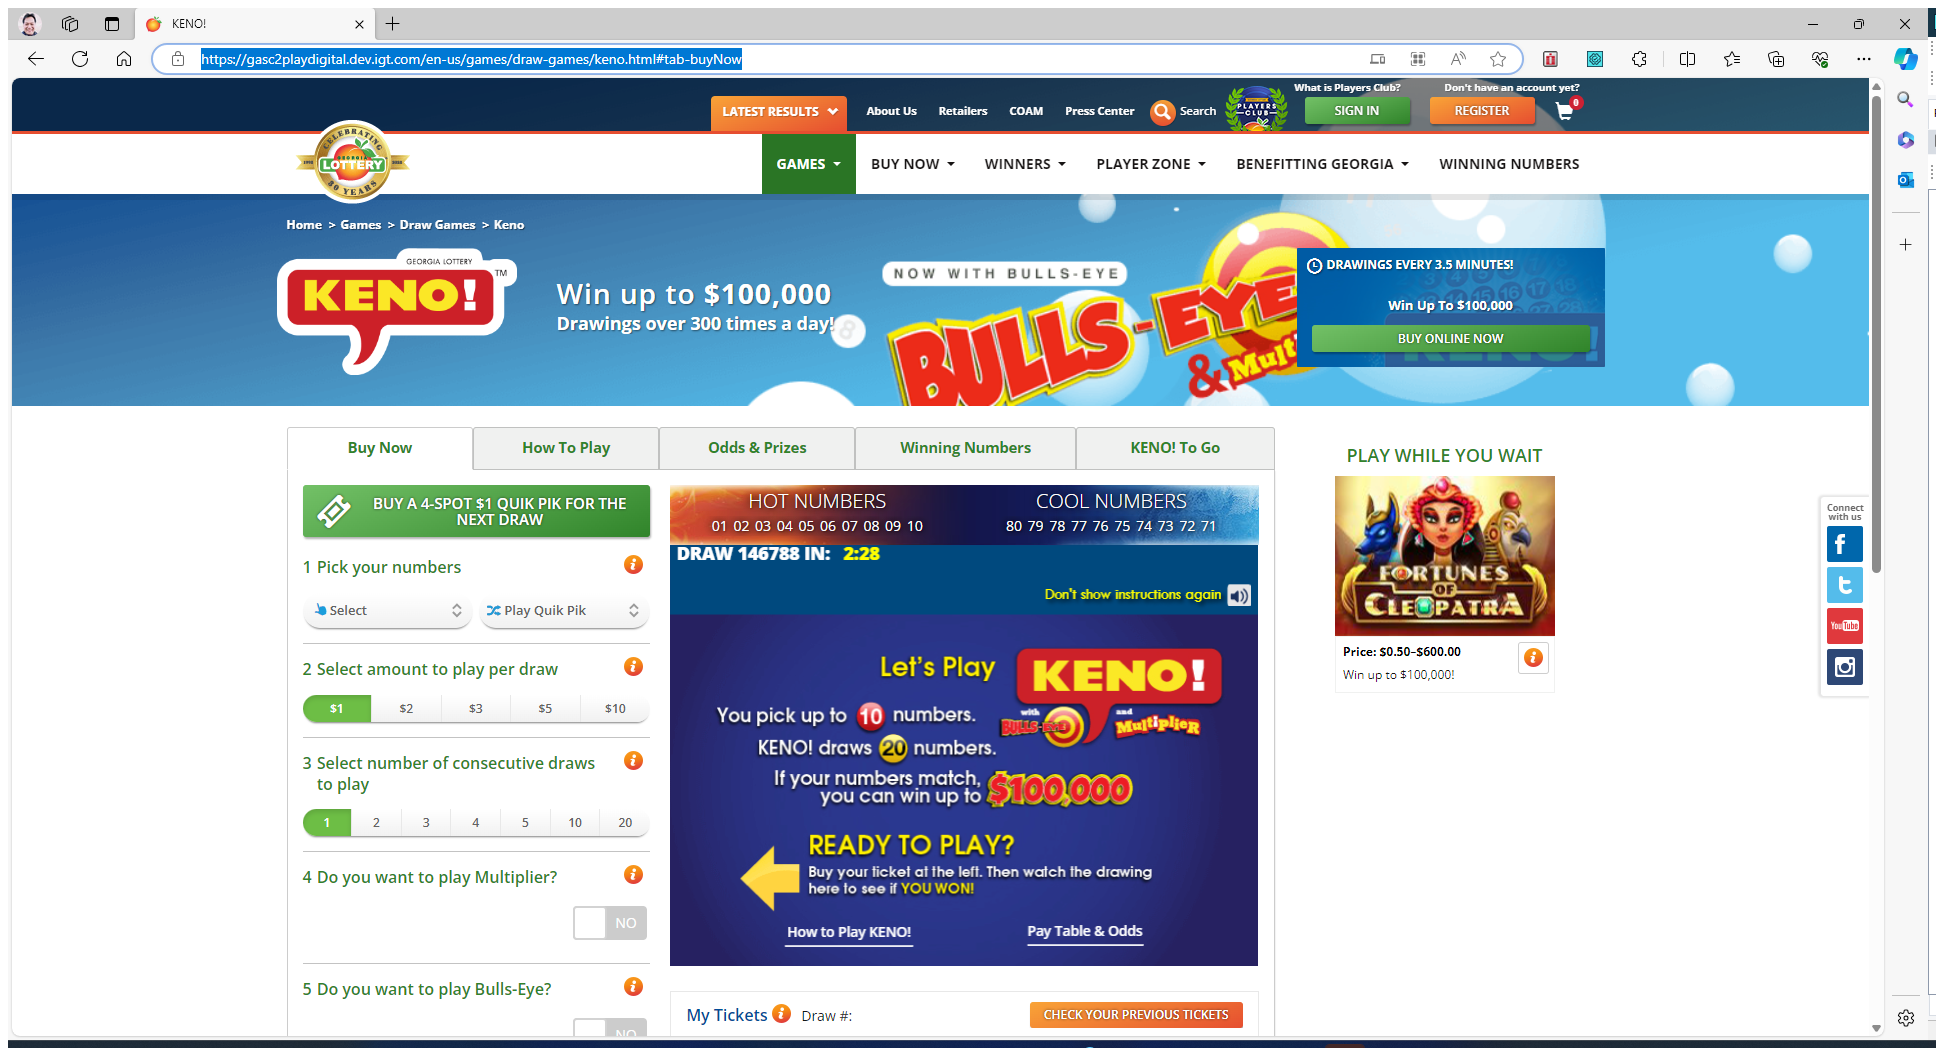 KENO!
https://gasc2playdigital.dev.igt.com/en-us/games/draw-games/keno.html#tab-buyNow
What is Players Club?
Don't have an account yet?
LATEST RESULTS
About Us
Retailers
COAM
Press Center
Search
PLAYERS
CLUB
SIGN IN
REGISTER
0
CELEBRATING
GEORGIA
LOTTERY
30 YEARS
GAMES
BUY NOW
WINNERS
PLAYER ZONE
BENEFITTING GEORGIA
WINNING NUMBERS
Home > Games > Draw Games > Keno
GEORGIA LOTTERY
KENO!
TM
Win up to $100,000
Drawings over 300 times a day!
8
NOW WITH BULLS-EYE
BULLS-EYE
& Multi
DRAWINGS EVERY 3.5 MINUTES!
Win Up To $100,000
BUY ONLINE NOW
Buy Now
How To Play
Odds & Prizes
Winning Numbers
KENO! To Go
BUY A 4-SPOT $1 QUIK PIK FOR THE
NEXT DRAW
1 Pick your numbers
Select
Play Quik Pik
2 Select amount to play per draw
$1 $2 $3 $5 $10
3 Select number of consecutive draws
to play
1 2 3 4 5 10 20
4 Do you want to play Multiplier?
NO
5 Do you want to play Bulls-Eye?
NO
HOT NUMBERS
01 02 03 04 05 06 07 08 09 10
COOL NUMBERS
80 79 78 77 76 75 74 73 72 71
DRAW 146788 IN: 2:28
Don't show instructions again
Let's Play
KENO!
with
BULLS-EYE
and
Multiplier
You pick up to 10 numbers.
KENO! draws 20 numbers.
If your numbers match,
you can win up to $100,000
READY TO PLAY?
Buy your ticket at the left. Then watch the drawing
here to see if YOU WON!
How to Play KENO!
Pay Table & Odds
My Tickets
Draw #:
CHECK YOUR PREVIOUS TICKETS
PLAY WHILE YOU WAIT
FORTUNES
OF
CLEOPATRA
Price: $0.50–$600.00
Win up to $100,000!
Connect
with us
YouTube